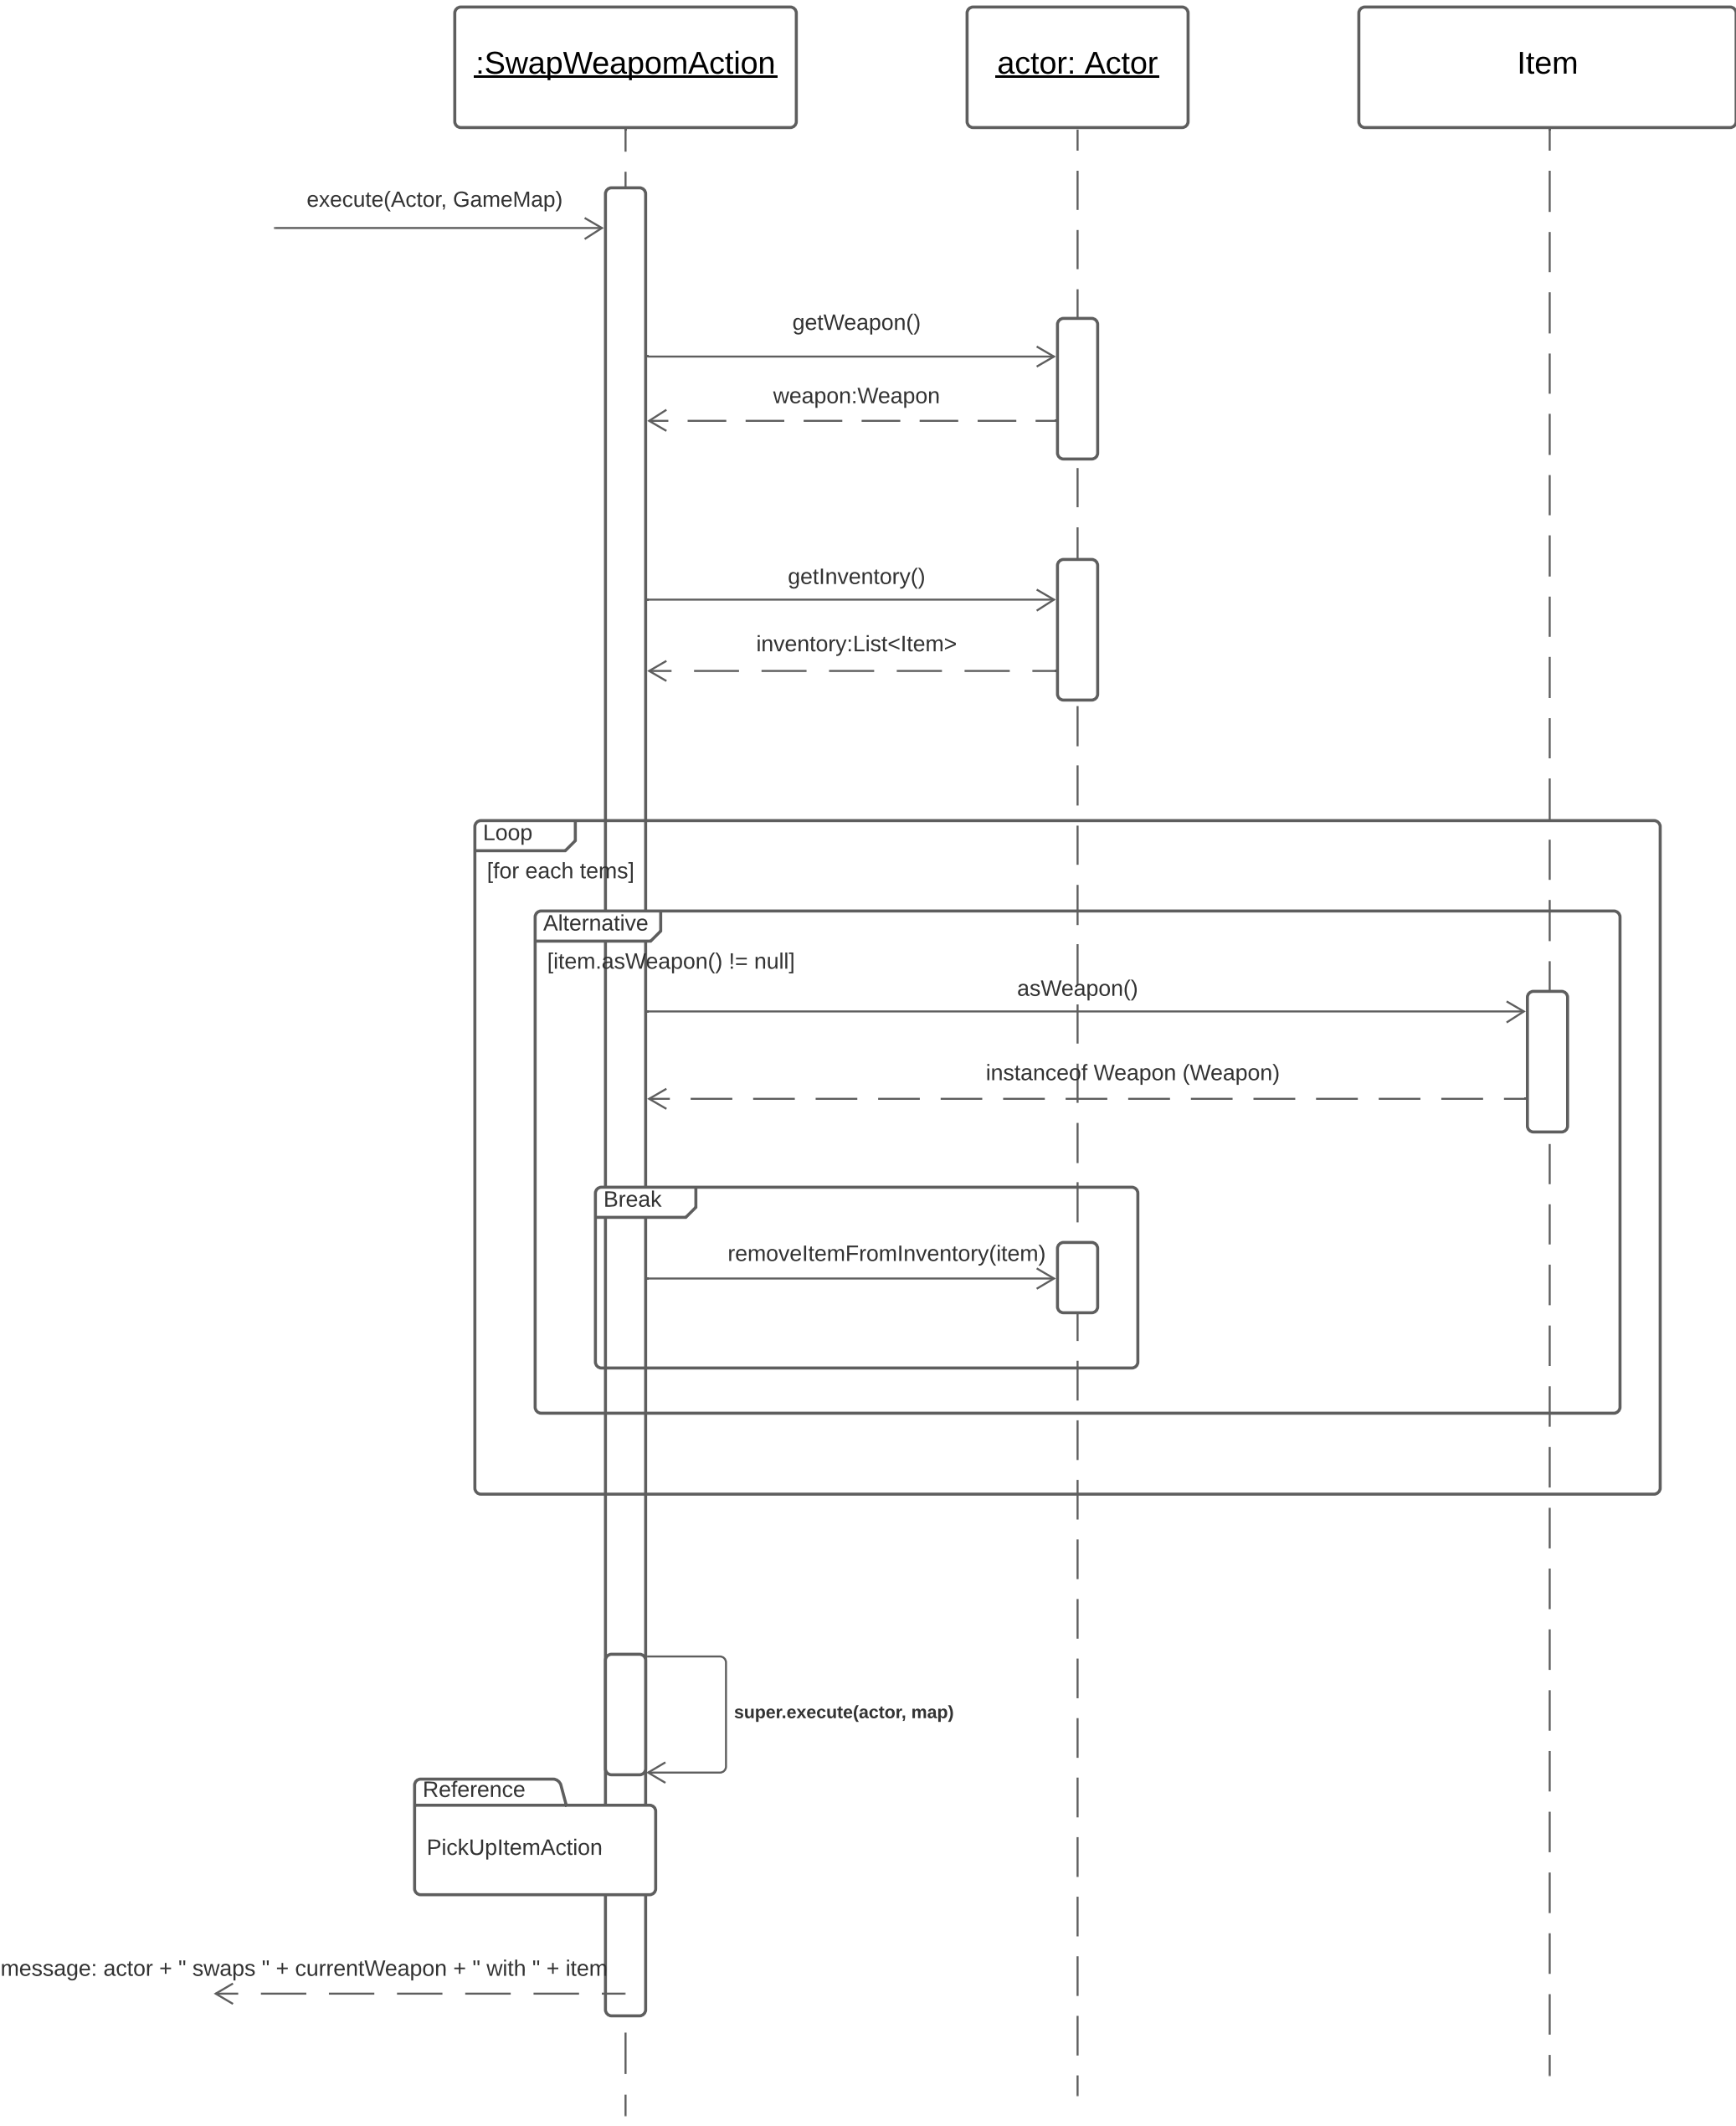 :SwapWeapomAction
actor: Actor
Item
execute(Actor, GameMap)
getWeapon()
weapon:Weapon
getInventory()
inventory:List<Item>
Loop
[for each tems]
Alternative
[item.asWeapon() != null]
asWeapon()
instanceof Weapon (Weapon)
Break
removeItemFromInventory(item)
super.execute(actor, map)
Reference
PickUpItemAction
message: actor + " swaps " + currentWeapon + " with " + item